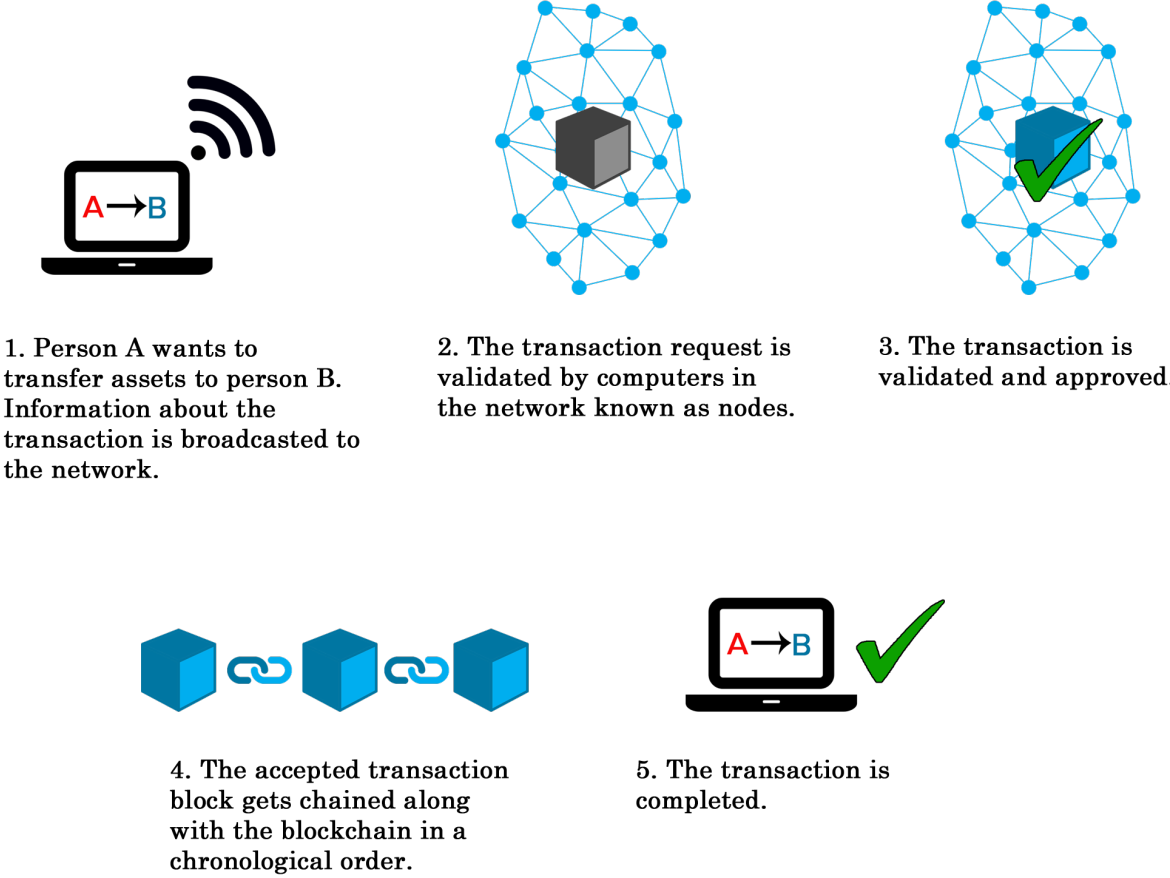 A→B
1. Person A wants to
transfer assets to person B.
Information about the
transaction is broadcasted to
the network.
2. The transaction request is
validated by computers in
the network known as nodes.
3. The transaction is
validated and approved.
4. The accepted transaction
block gets chained along
with the blockchain in a
chronological order.
A→B
5. The transaction is
completed.